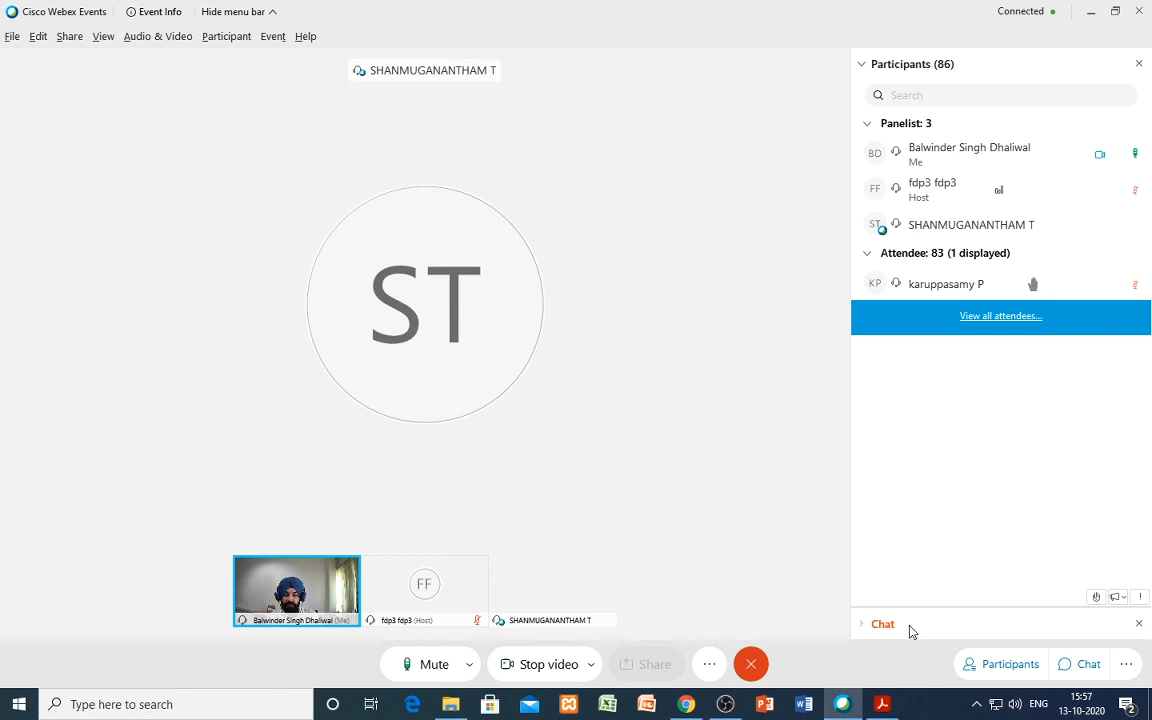 Cisco Webex Events
Event Info
Hide menu bar
Connected
File Edit Share View Audio & Video Participant Event Help
SHANMUGANANTHAM T
ST
Participants (86)
Search
Panelist: 3
BD
Balwinder Singh Dhaliwal
Me
FF
fdp3 fdp3
Host
ST
SHANMUGANANTHAM T
Attendee: 83 (1 displayed)
KP
karuppasamy P
View all attendees...
FF
Balwinder Singh Dhaliwal (Me)
fdp3 fdp3 (Host)
SHANMUGANANTHAM T
Chat
Mute
Stop video
Share
Participants
Chat
Type here to search
ENG
15:57
13-10-2020
2